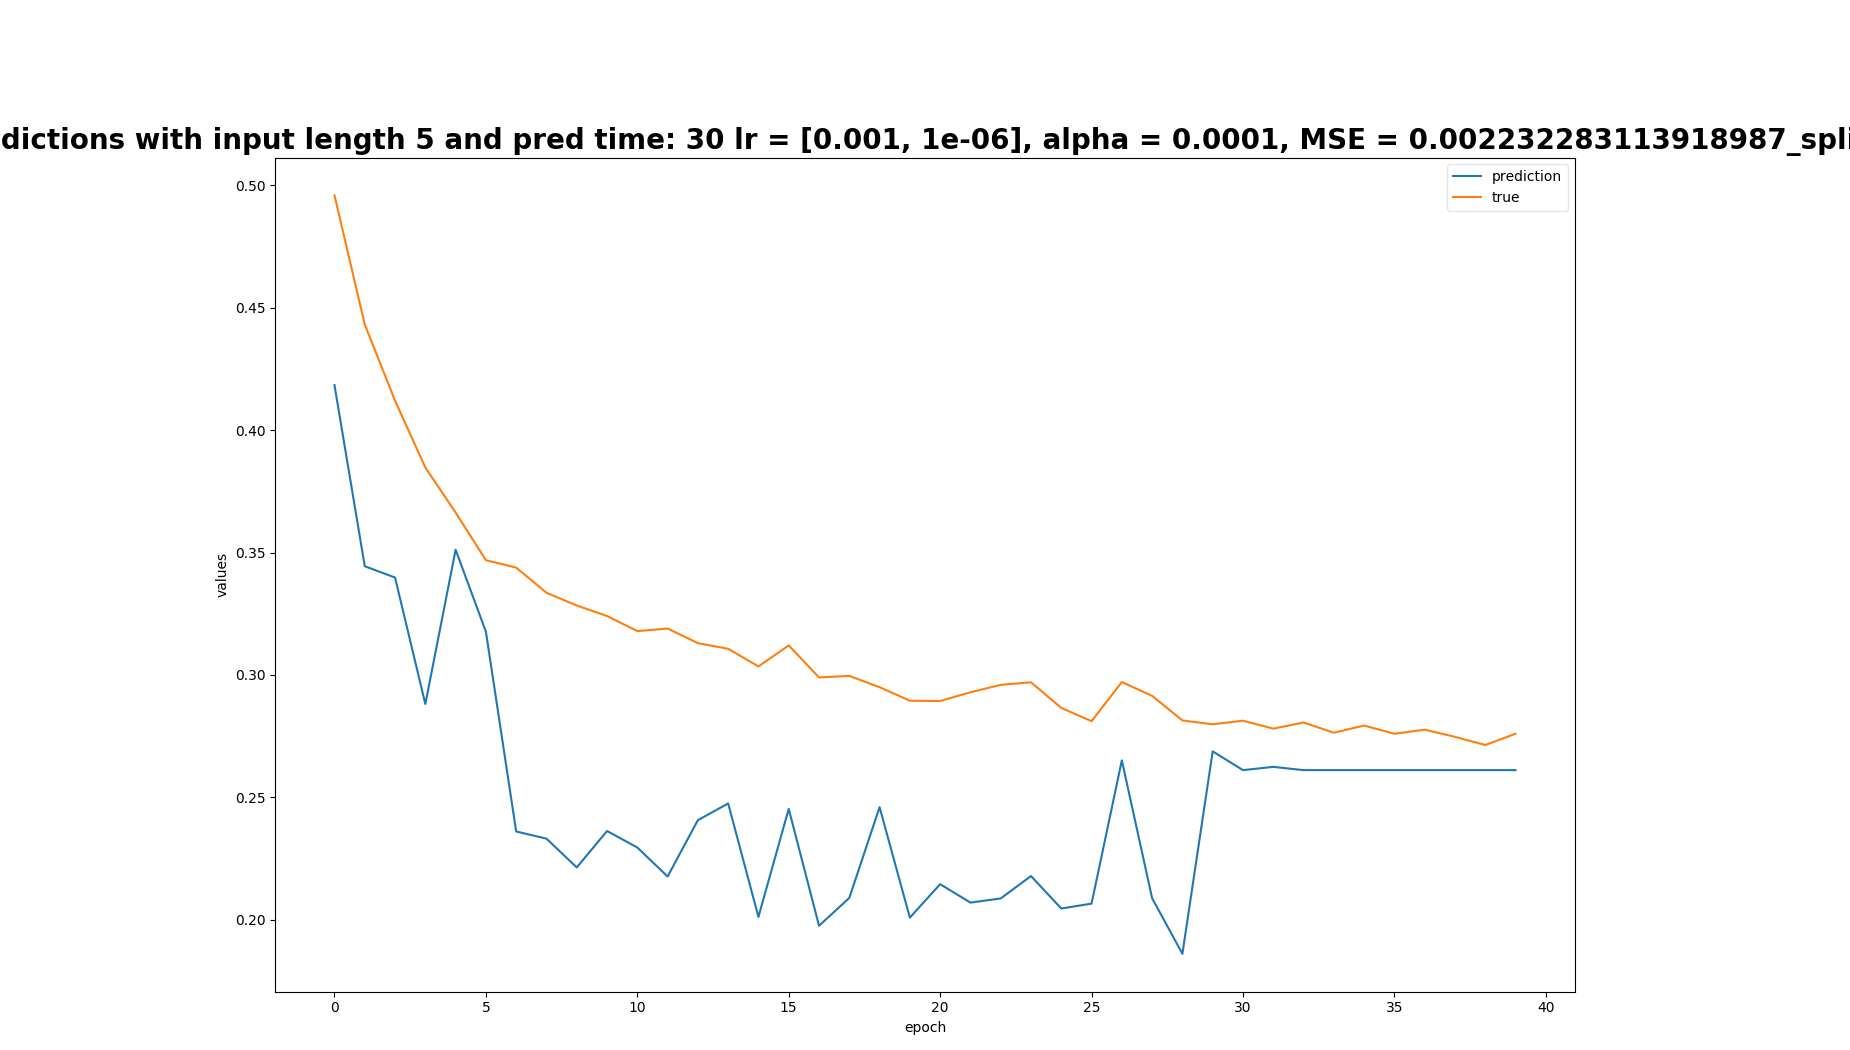 dictions with input length 5 and pred time: 30 lr = [0.001, 1e-06], alpha = 0.0001, MSE = 0.002232283113918987_spli
prediction
true
0.50
0.45
0.40
0.35
0.30
0.25
0.20
values
0 5 10 15 20 25 30 35 40
epoch